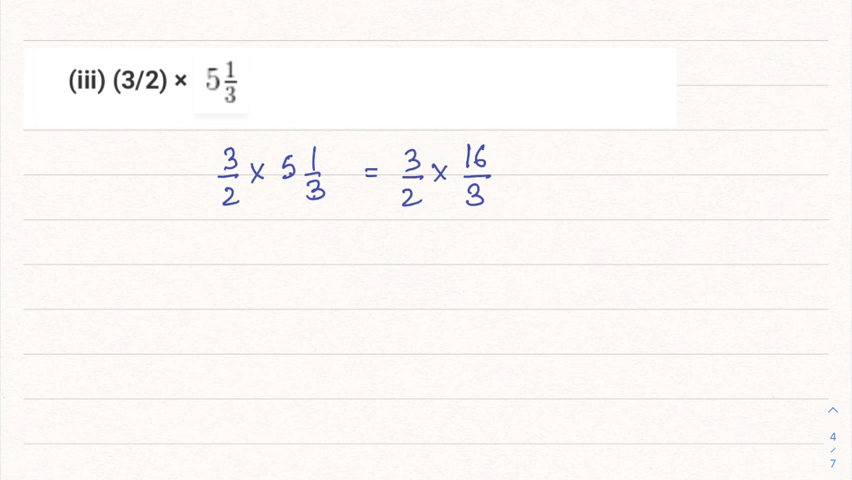 (iii) (3/2) × 5 1/3
3/2 × 5 1/3 = 3/2 × 16/3
4
/
7